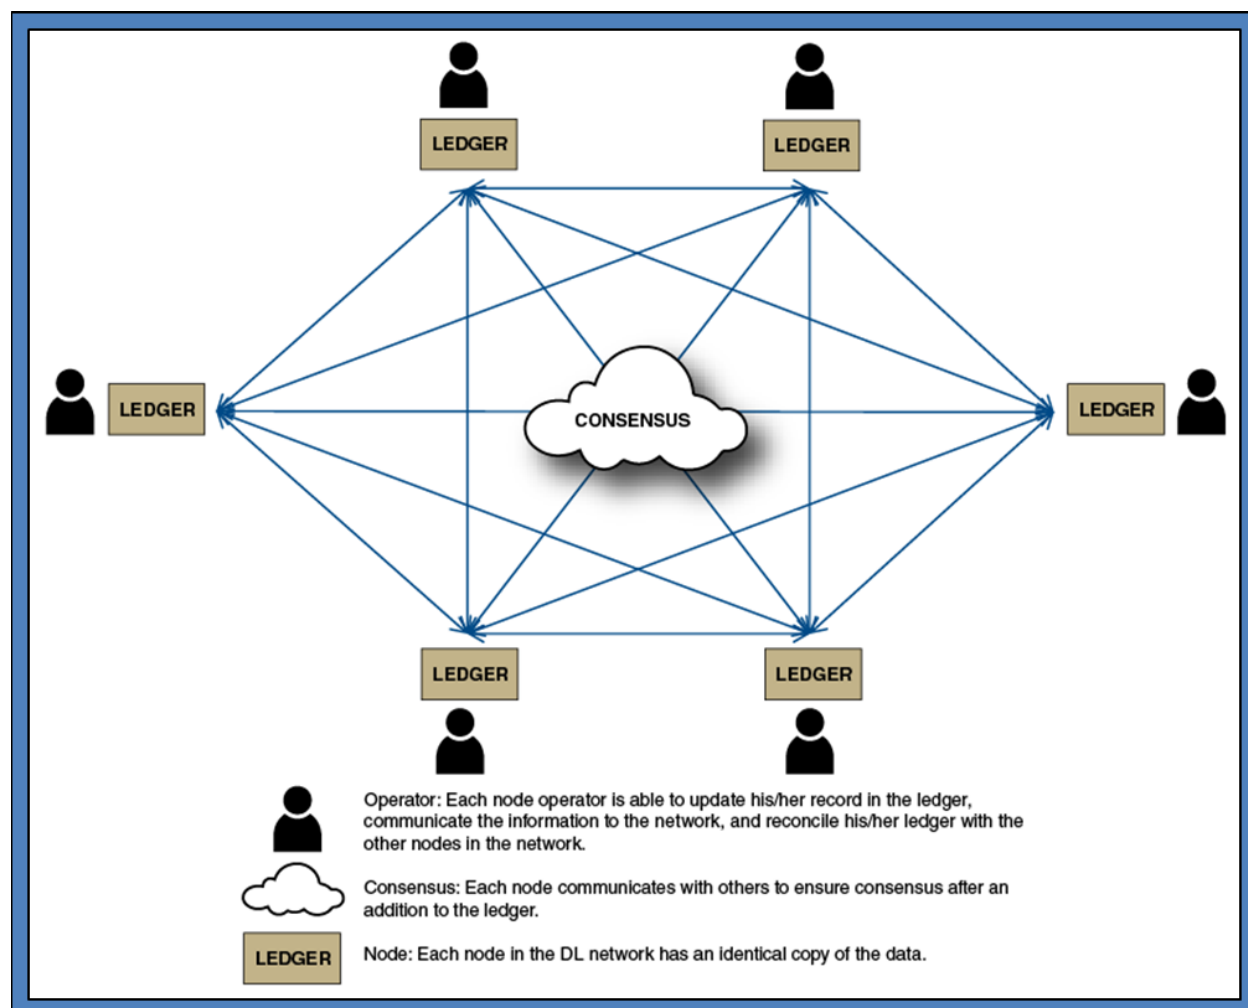 LEDGER
LEDGER
LEDGER
CONSENSUS
LEDGER
LEDGER
LEDGER
Operator: Each node operator is able to update his/her record in the ledger,
communicate the information to the network, and reconcile his/her ledger with the
other nodes in the network.
Consensus: Each node communicates with others to ensure consensus after an
addition to the ledger.
LEDGER
Node: Each node in the DL network has an identical copy of the data.